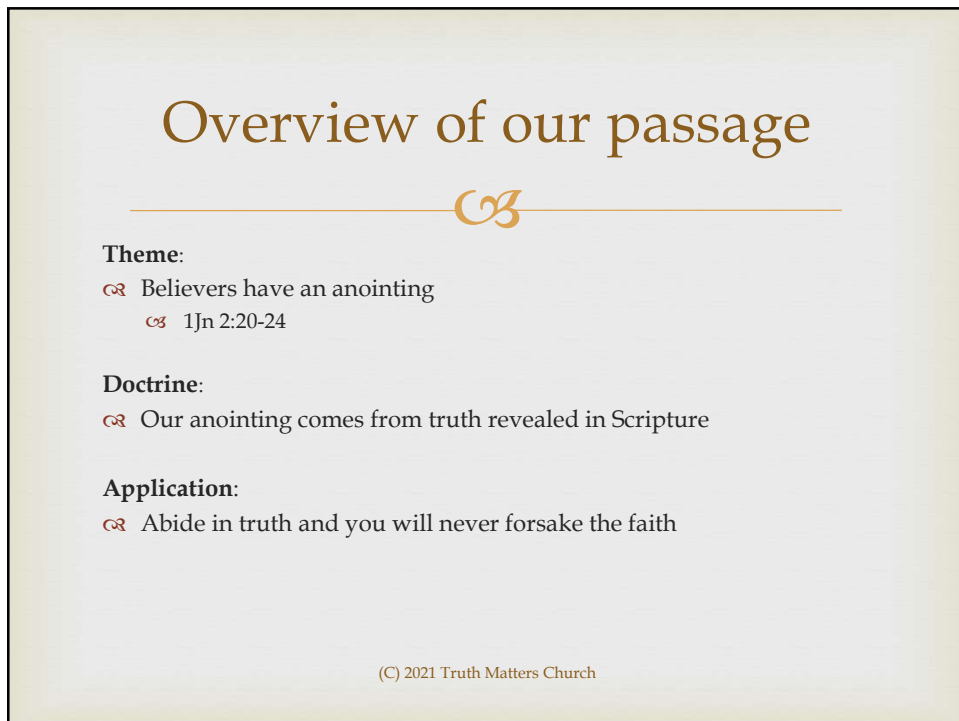 Overview of our passage
Theme:
Believers have an anointing
1Jn 2:20-24
Doctrine:
Our anointing comes from truth revealed in Scripture
Application:
Abide in truth and you will never forsake the faith
(C) 2021 Truth Matters Church